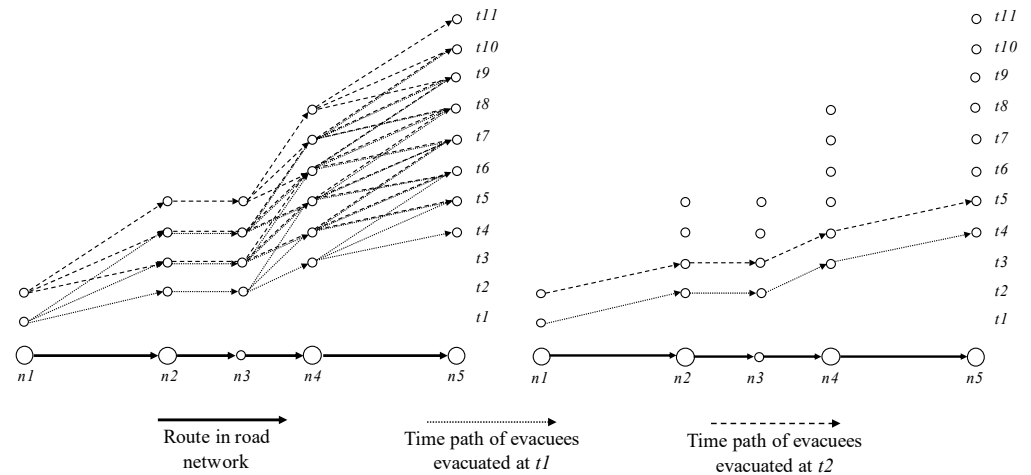 t11
t10
t9
t8
t7
t6
t5
t4
t3
t2
t1
n1 n2 n3 n4 n5
t11
t10
t9
t8
t7
t6
t5
t4
t3
t2
t1
n1 n2 n3 n4 n5
Route in road
network
Time path of evacuees
evacuated at t1
Time path of evacuees
evacuated at t2